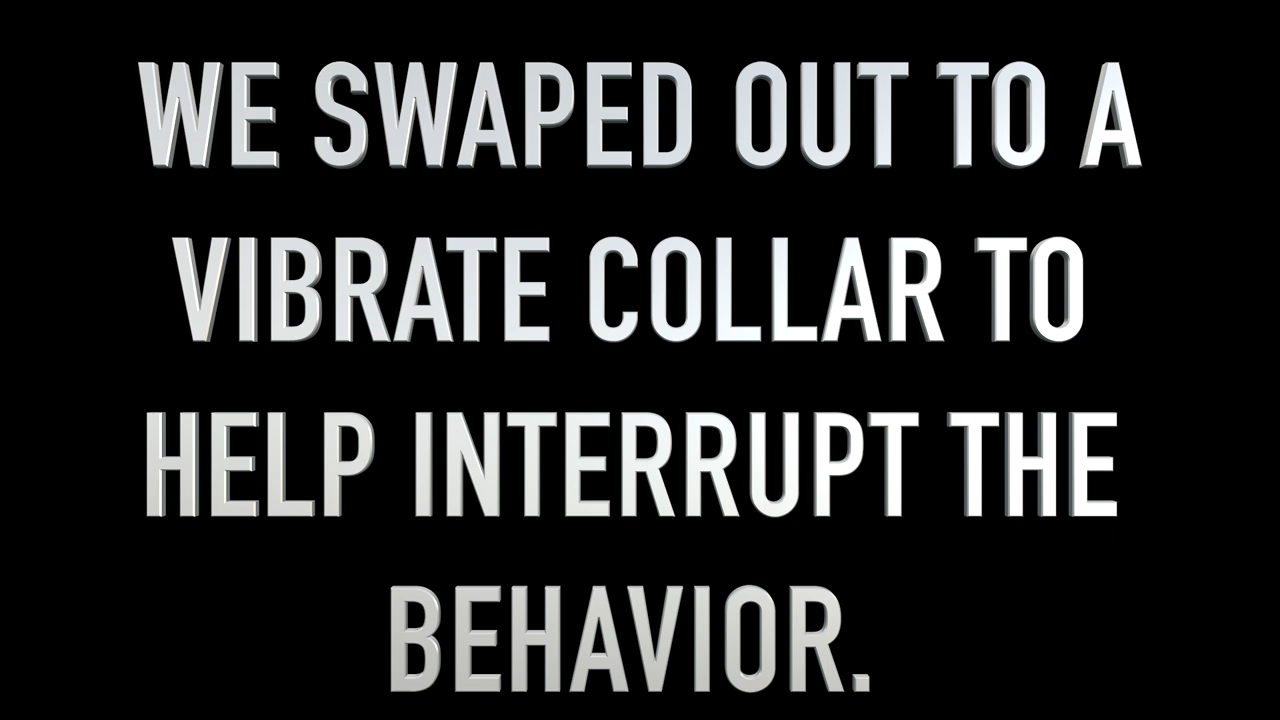 WE SWAPED OUT TO A
VIBRATE COLLAR TO
HELP INTERRUPT THE
BEHAVIOR.